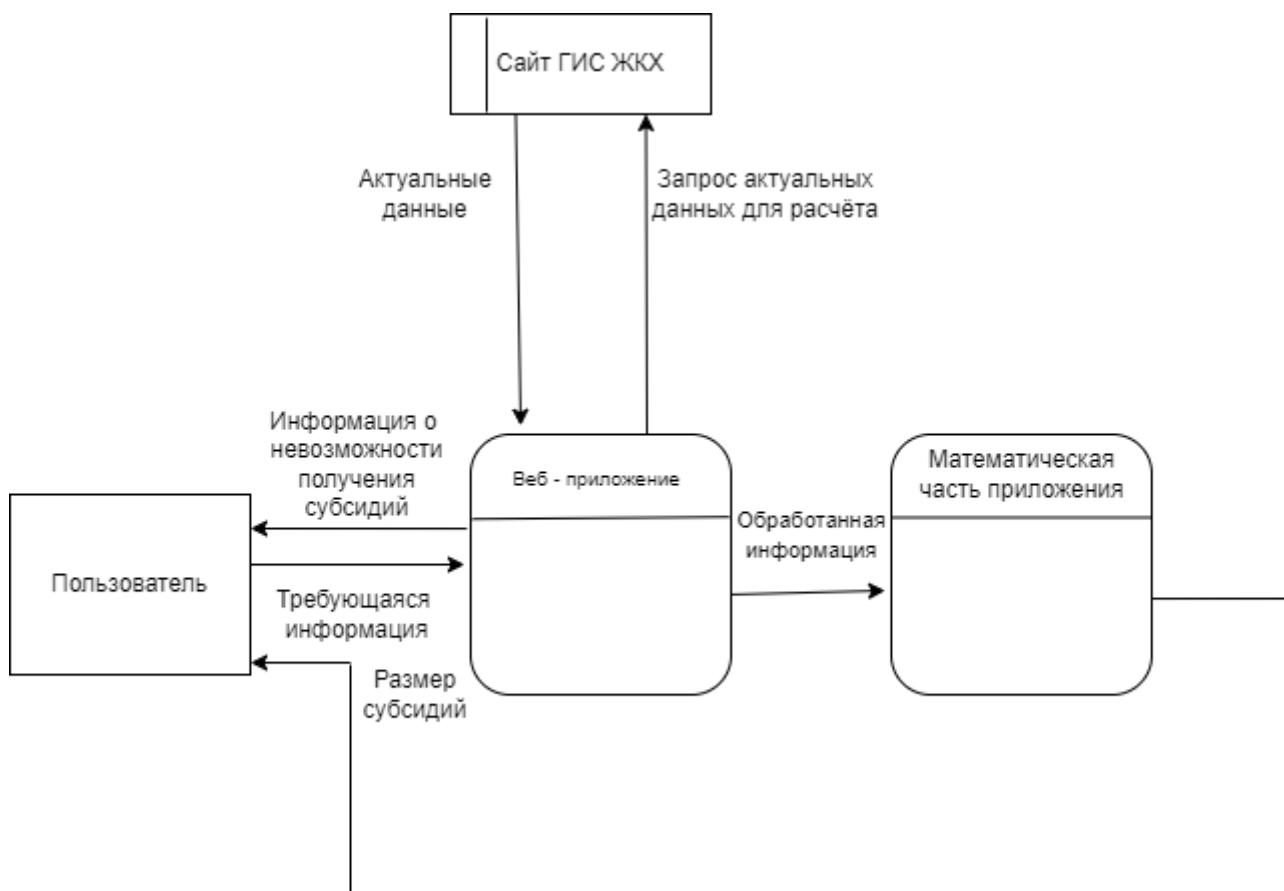 Сайт ГИС ЖКХ
Актуальные
данные
Запрос актуальных
данных для расчёта
Информация о
невозможности
получения
субсидий
Веб - приложение
Математическая
часть приложения
Обработанная
информация
Пользователь
Требующаяся
информация
Размер
субсидий